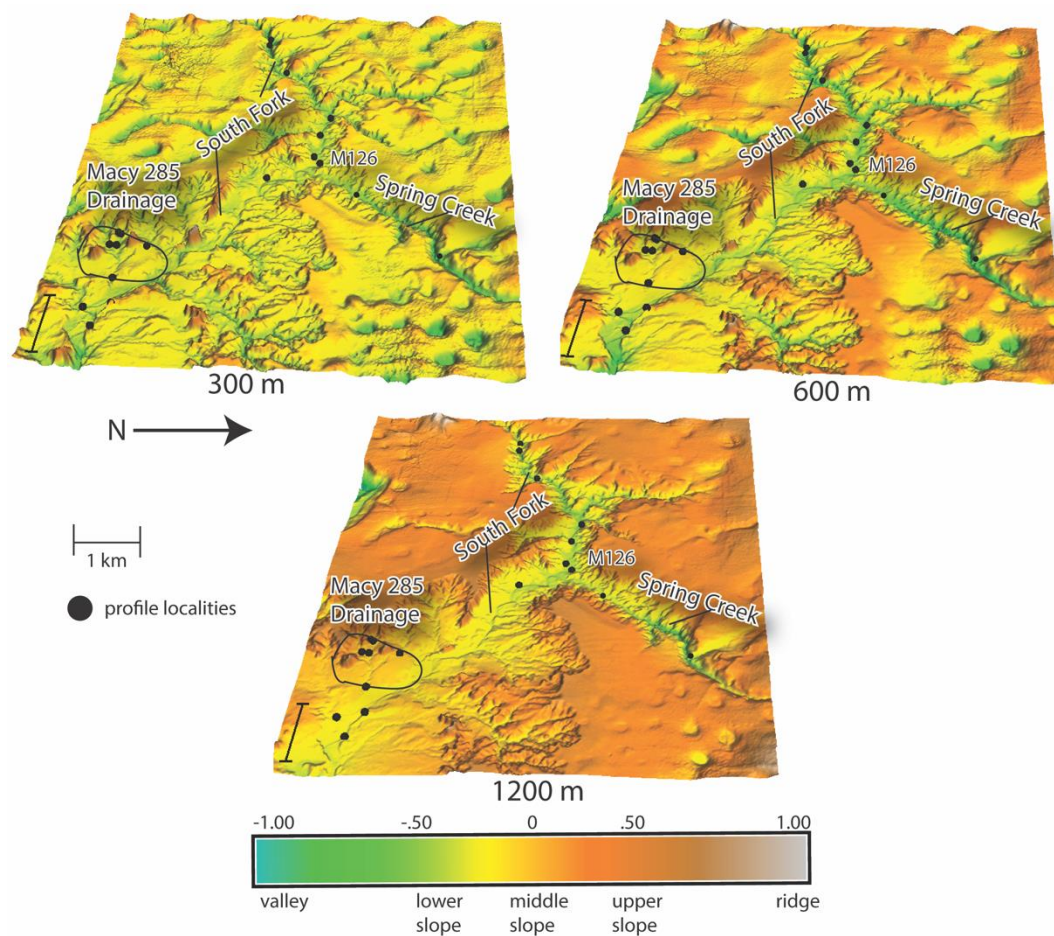 South Fork
Macy 285
Drainage
M126
Spring Creek
300 m
South Fork
Macy 285
Drainage
M126
Spring Creek
600 m
N
1 km
profile localities
South Fork
Macy 285
Drainage
M126
Spring Creek
1200 m
-1.00 -.50 0 .50 1.00
valley lower slope middle slope upper slope ridge